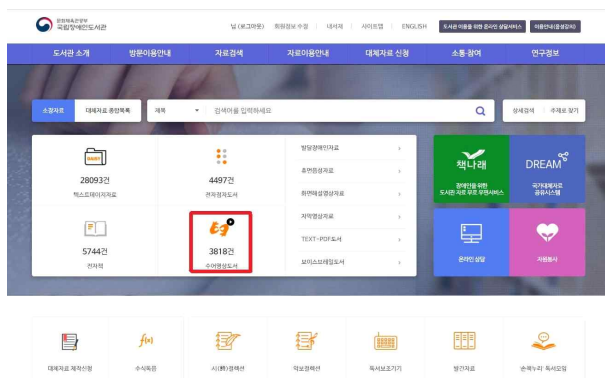 문화체육관광부
국립장애인도서관
님 (로그아웃)
회원정보 수정
내서재
사이트맵
ENGLISH
도서관 이용을 위한 온라인 상담서비스
이용안내(음성강의)
도서관 소개
방문이용안내
자료검색
자료이용안내
대체자료 신청
소통·참여
연구정보
소장자료
대체자료 종합목록
제목
검색어를 입력하세요
상세검색
주제로 찾기
DAISY
28093건
텍스트데이지자료
4497건
전자점자도서
5744건
전자책
3818건
수어영상도서
발달장애인자료
화면해설영상자료
자막영상자료
TEXT-PDF도서
보이스브레일도서
책나래
장애인을 위한
도서관 자료 무료 우편서비스
DREAM
국가대체자료
공유시스템
온라인 상담
자원봉사
대체자료 제작신청
f(x)
수식독음
시(詩)컬렉션
악보컬렉션
독서보조기기
발간자료
손책누리 독서모임